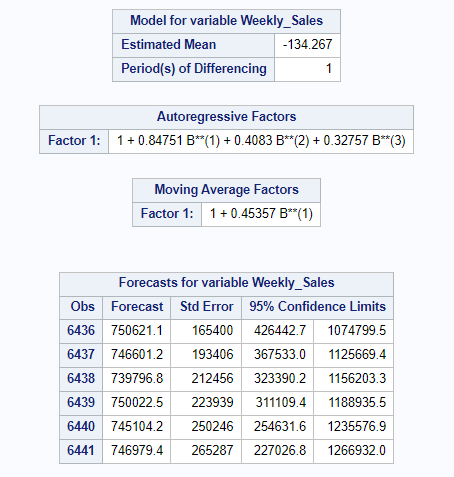 Model for variable Weekly_Sales
Estimated Mean -134.267
Period(s) of Differencing 1
Autoregressive Factors
Factor 1: 1 + 0.84751 B**(1) + 0.4083 B**(2) + 0.32757 B**(3)
Moving Average Factors
Factor 1: 1 + 0.45357 B**(1)
Forecasts for variable Weekly_Sales
Obs Forecast Std Error 95% Confidence Limits
6436 750621.1 165400 426442.7 1074799.5
6437 746601.2 193406 367533.0 1125669.4
6438 739796.8 212456 323390.2 1156203.3
6439 750022.5 223939 311109.4 1188935.5
6440 745104.2 250246 254631.6 1235576.9
6441 746979.4 265287 227026.8 1266932.0